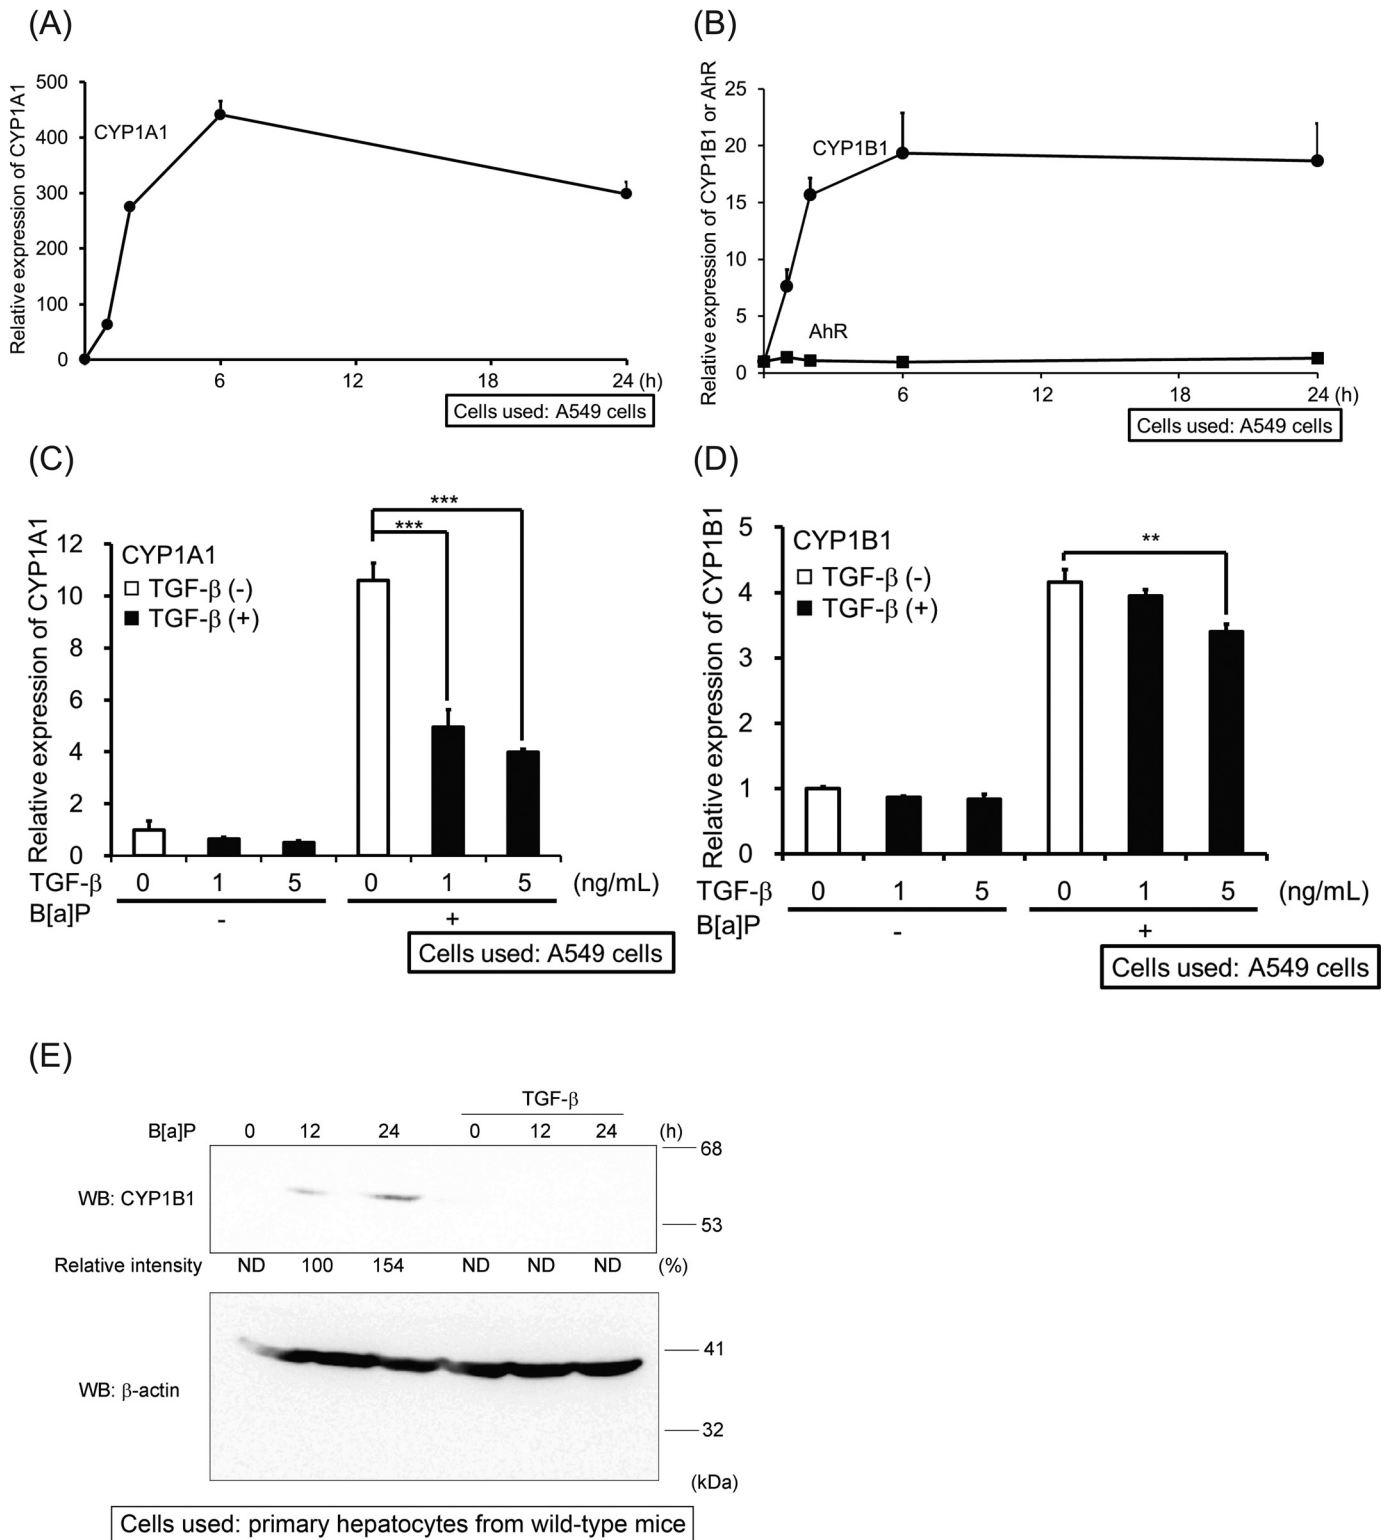 (A)
Relative expression of CYP1A1
500
400
300
200
100
0
CYP1A1
6 12 18 24 (h)
Cells used: A549 cells
(B)
Relative expression of CYP1B1 or AhR
25
20
15
10
5
0
CYP1B1
AhR
6 12 18 24 (h)
Cells used: A549 cells
(C)
Relative expression of CYP1A1
12
10
8
6
4
2
0
CYP1A1
TGF-β (-)
TGF-β (+)
***
***
TGF-β 0 1 5 0 1 5 (ng/mL)
B[a]P - +
Cells used: A549 cells
(D)
Relative expression of CYP1B1
5
4
3
2
1
0
CYP1B1
TGF-β (-)
TGF-β (+)
**
TGF-β 0 1 5 0 1 5 (ng/mL)
B[a]P - +
Cells used: A549 cells
(E)
TGF-β
B[a]P 0 12 24 0 12 24 (h)
68
WB: CYP1B1
53
Relative intensity ND 100 154 ND ND ND (%)
41
WB: β-actin
32
(kDa)
Cells used: primary hepatocytes from wild-type mice